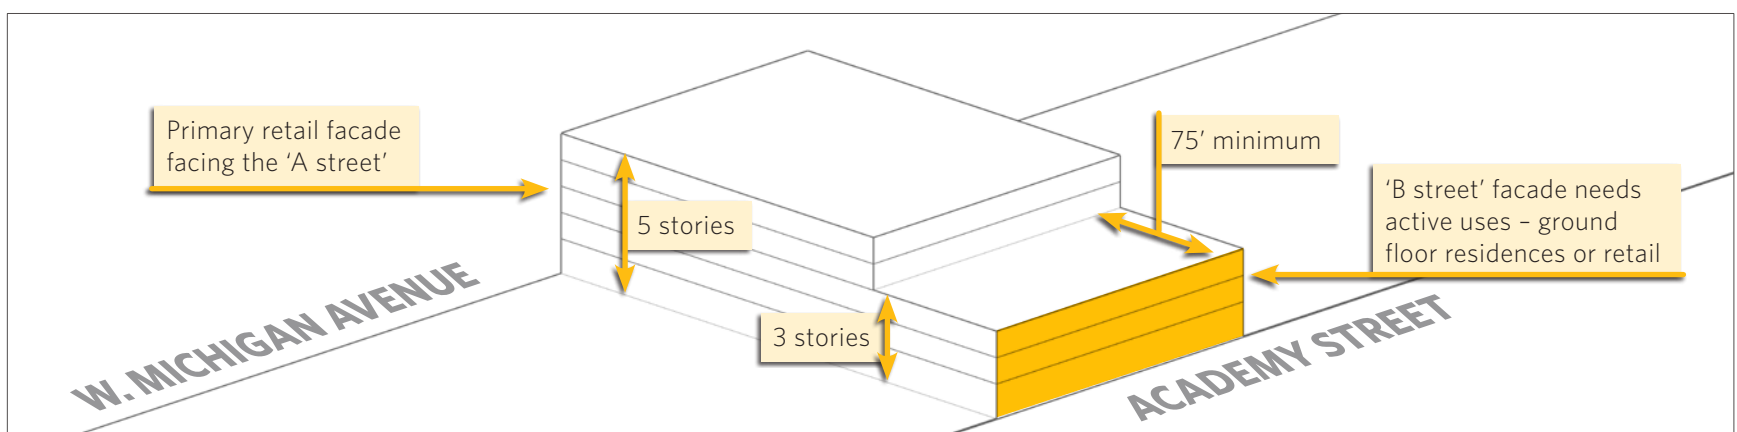 Primary retail facade
facing the ‘A street’
5 stories
3 stories
75’ minimum
‘B street’ facade needs
active uses – ground
floor residences or retail
W. MICHIGAN AVENUE
ACADEMY STREET